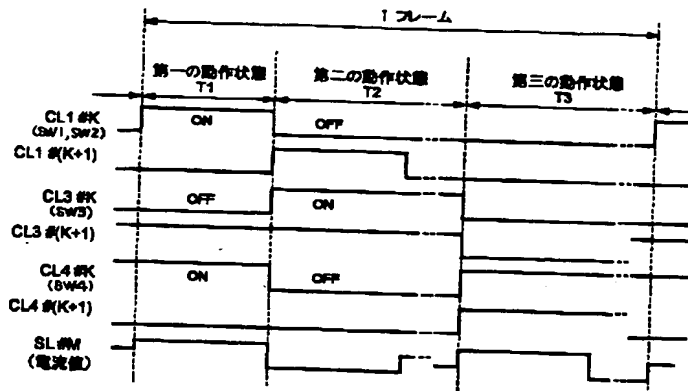 1 フレーム
第一の動作状態
T1
第二の動作状態
T2
第三の動作状態
T3
CL1 #K
(SW1,SW2)
ON
OFF
CL1 #(K+1)
CL3 #K
(SW3)
OFF
ON
CL3 #(K+1)
CL4 #K
(SW4)
ON
OFF
CL4 #(K+1)
SL #M
(電流値)